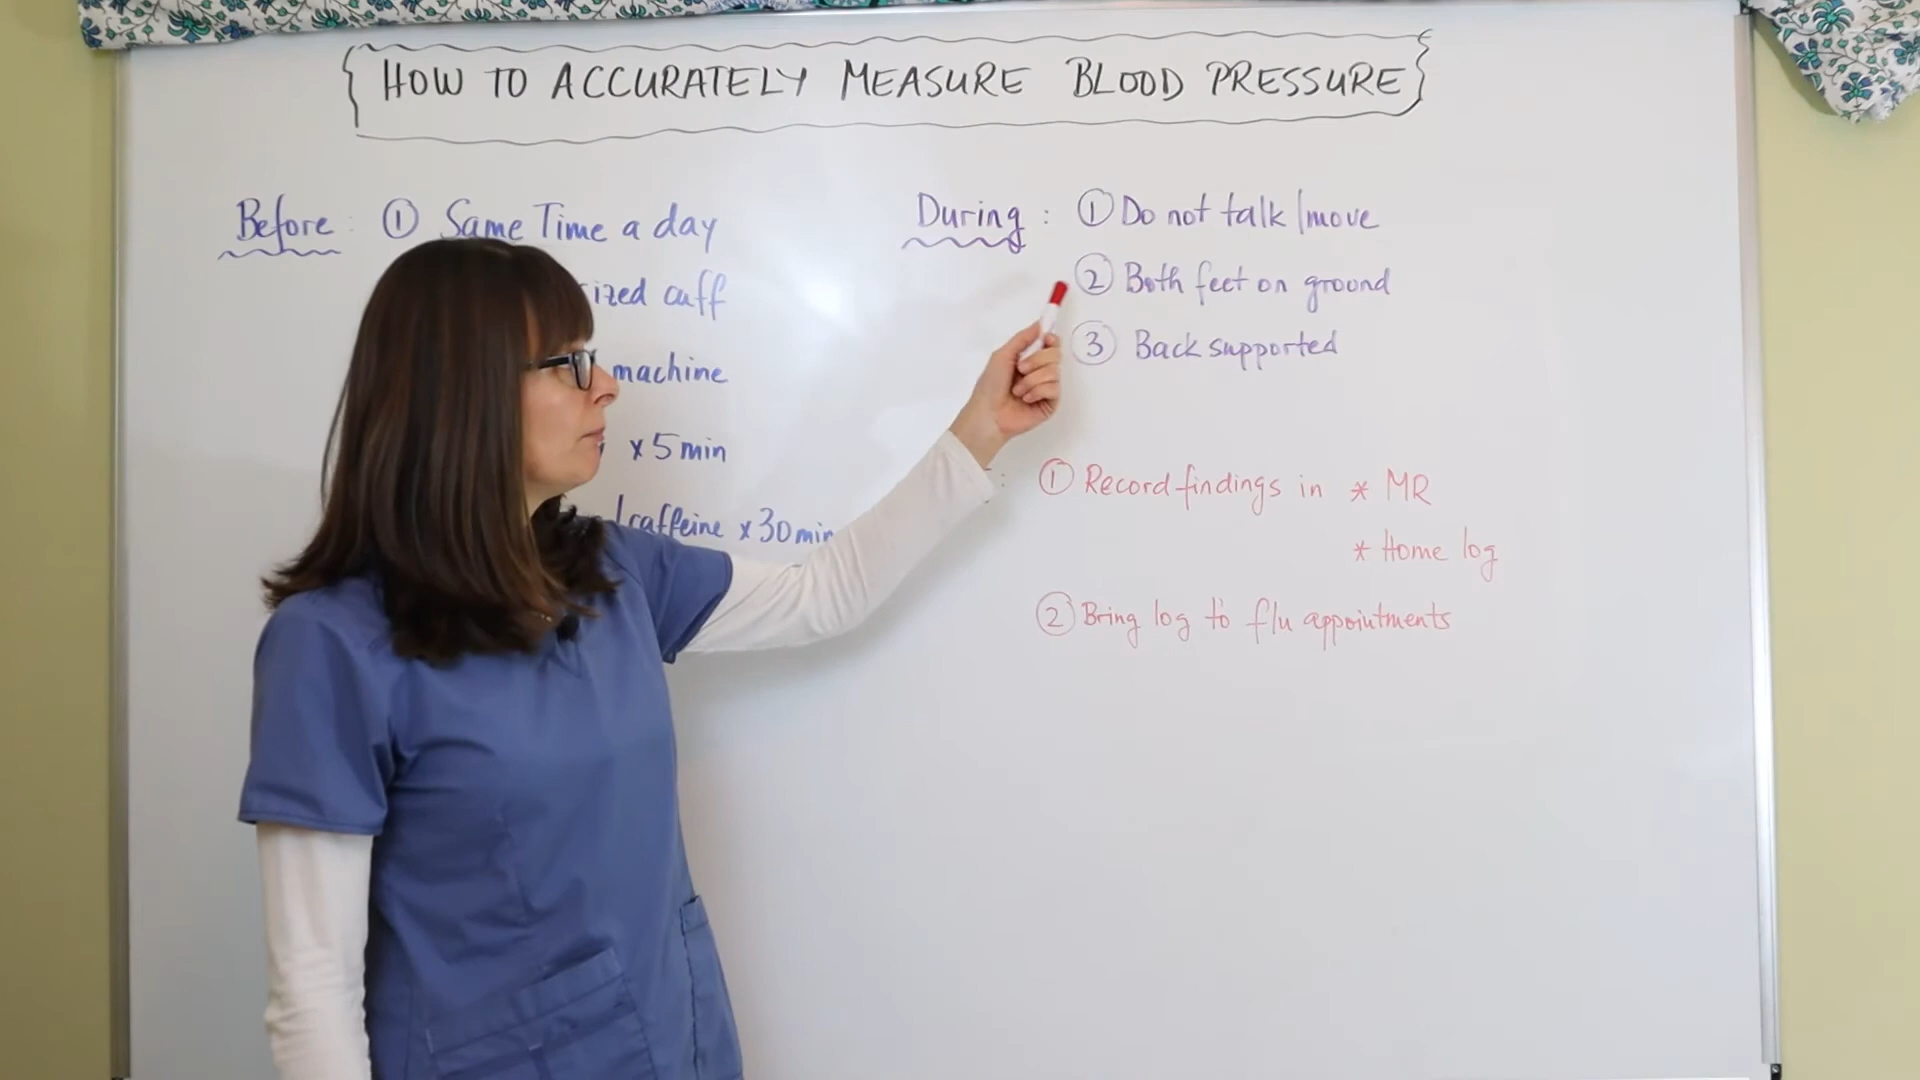 HOW TO ACCURATELY MEASURE BLOOD PRESSURE
Before: ① Same Time a day
ized cuff
machine
x 5 min
/caffeine x 30 min
During: ① Do not talk/move
② Both feet on ground
③ Back supported
① Record findings in * MR
* Home log
② Bring log to f/u appointments